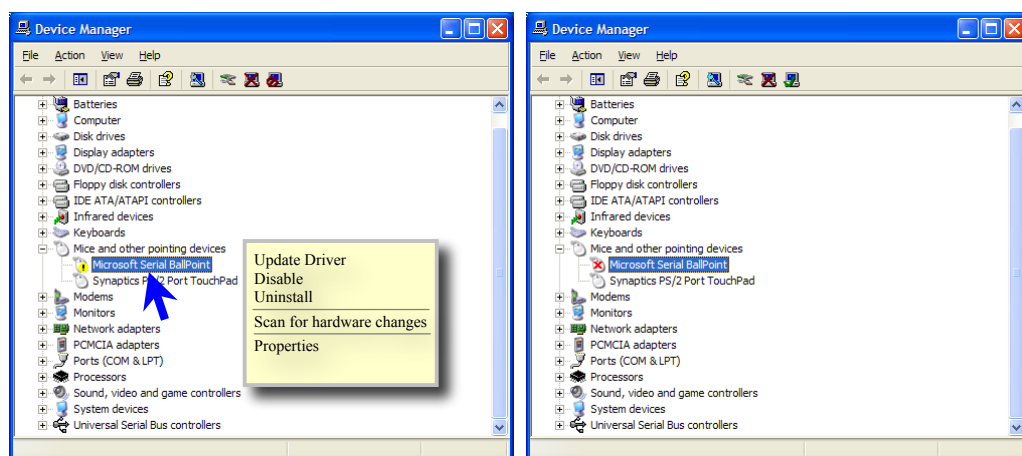 Device Manager
File Action View Help
Batteries
Computer
Disk drives
Display adapters
DVD/CD-ROM drives
Floppy disk controllers
IDE ATA/ATAPI controllers
Infrared devices
Keyboards
Mice and other pointing devices
Microsoft Serial BallPoint
Synaptics PS/2 Port TouchPad
Modems
Monitors
Network adapters
PCMCIA adapters
Ports (COM & LPT)
Processors
Sound, video and game controllers
System devices
Universal Serial Bus controllers
Update Driver
Disable
Uninstall
Scan for hardware changes
Properties
Device Manager
File Action View Help
Batteries
Computer
Disk drives
Display adapters
DVD/CD-ROM drives
Floppy disk controllers
IDE ATA/ATAPI controllers
Infrared devices
Keyboards
Mice and other pointing devices
Microsoft Serial BallPoint
Synaptics PS/2 Port TouchPad
Modems
Monitors
Network adapters
PCMCIA adapters
Ports (COM & LPT)
Processors
Sound, video and game controllers
System devices
Universal Serial Bus controllers